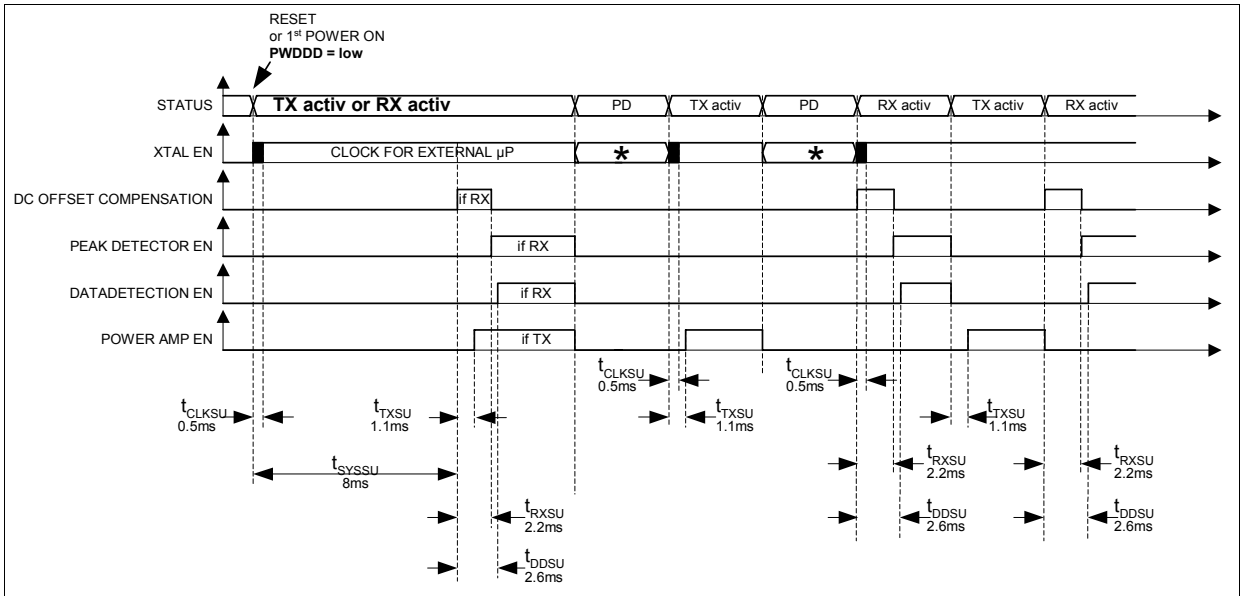 RESET
or 1st POWER ON
PWDDD = low
STATUS
TX activ or RX activ
PD
TX activ
PD
RX activ
TX activ
RX activ
XTAL EN
CLOCK FOR EXTERNAL µP
*
*
DC OFFSET COMPENSATION
if RX
PEAK DETECTOR EN
if RX
DATADETECTION EN
if RX
POWER AMP EN
if TX
tCLKSU
0.5ms
tCLKSU
0.5ms
tCLKSU
0.5ms
tTXSU
1.1ms
tTXSU
1.1ms
tTXSU
1.1ms
tSYSSU
8ms
tRXSU
2.2ms
tRXSU
2.2ms
tRXSU
2.2ms
tDDSU
2.6ms
tDDSU
2.6ms
tDDSU
2.6ms